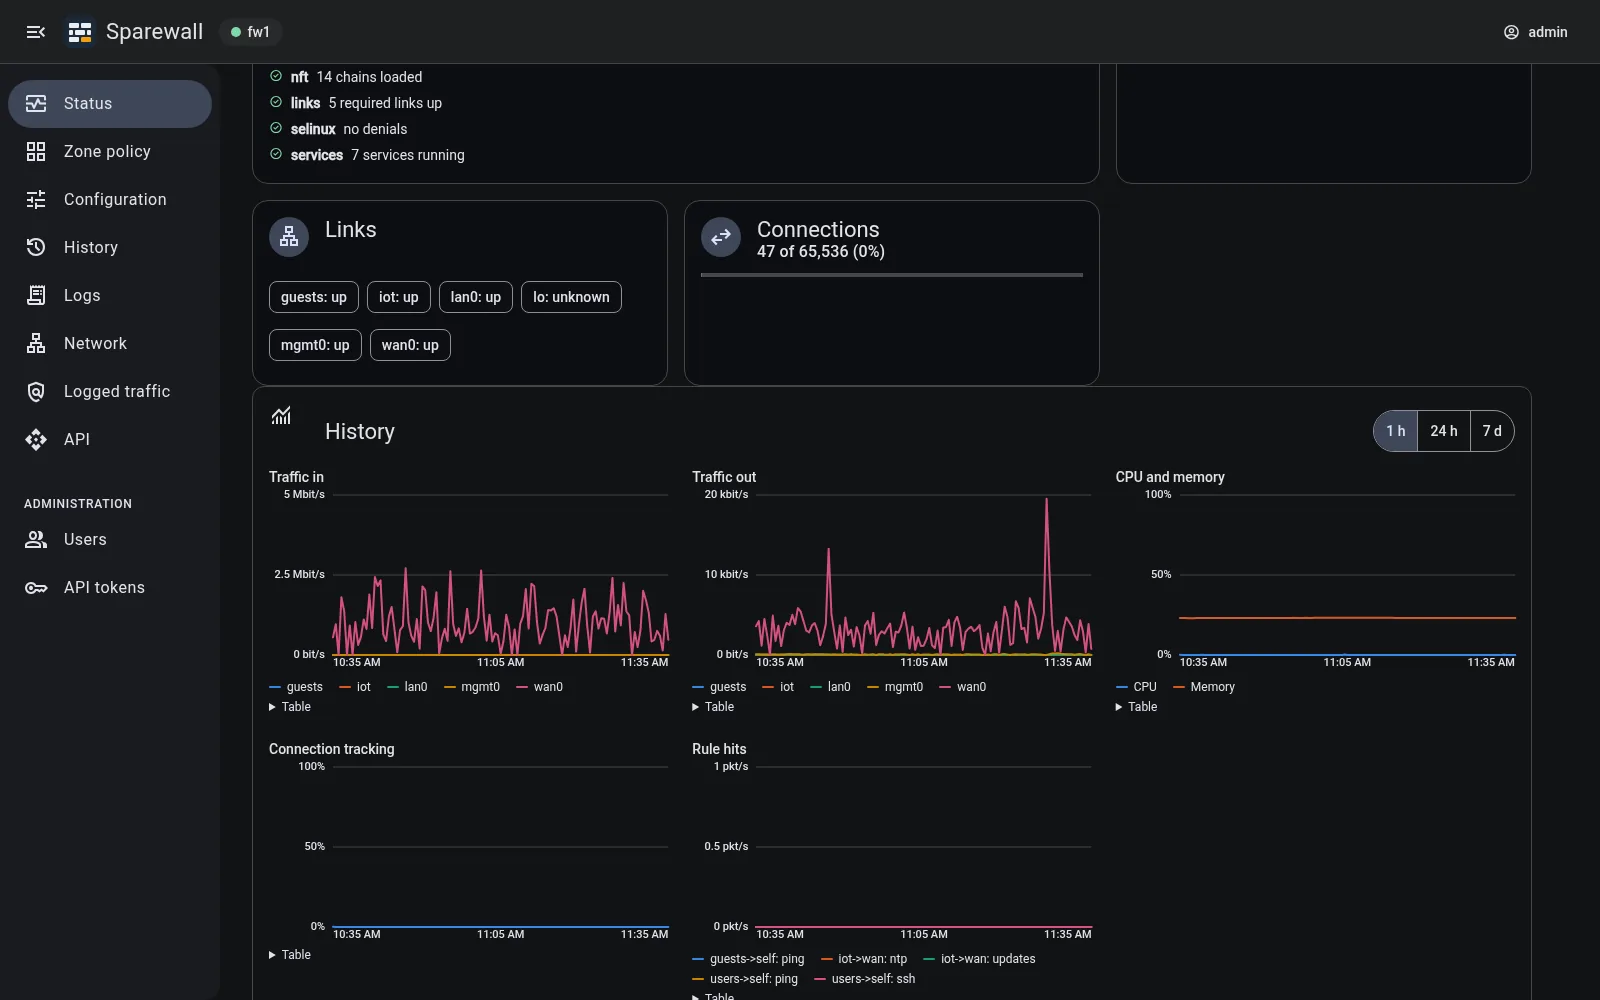 Sparewall
fw1
admin
Status
Zone policy
Configuration
History
Logs
Network
Logged traffic
API
ADMINISTRATION
Users
API tokens
nft 14 chains loaded
links 5 required links up
selinux no denials
services 7 services running
Links
guests: up
iot: up
lan0: up
lo: unknown
mgmt0: up
wan0: up
Connections
47 of 65,536 (0%)
History
1 h
24 h
7 d
Traffic in
5 Mbit/s
2.5 Mbit/s
0 bit/s
10:35 AM 11:05 AM 11:35 AM
guests iot lan0 mgmt0 wan0
Table
Traffic out
20 kbit/s
10 kbit/s
0 bit/s
10:35 AM 11:05 AM 11:35 AM
guests iot lan0 mgmt0 wan0
Table
CPU and memory
100%
50%
0%
10:35 AM 11:05 AM 11:35 AM
CPU Memory
Table
Connection tracking
100%
50%
0%
10:35 AM 11:05 AM 11:35 AM
Table
Rule hits
1 pkt/s
0.5 pkt/s
0 pkt/s
10:35 AM 11:05 AM 11:35 AM
guests->self: ping iot->wan: ntp iot->wan: updates
users->self: ping users->self: ssh
Table